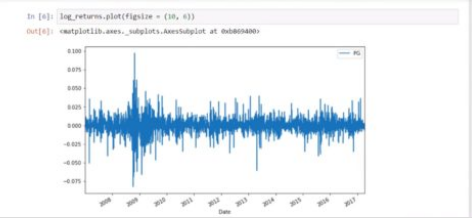 In [6]: log_returns.plot(figsize = (10, 6))
Out[6]: <matplotlib.axes._subplots.AxesSubplot at 0xb869400>
PG
0.100
0.075
0.050
0.025
0.000
−0.025
−0.050
−0.075
2008 2009 2010 2011 2012 2013 2014 2015 2016 2017
Date